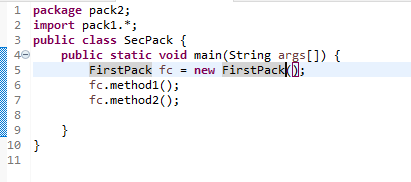 1 package pack2;
2 import pack1.*;
3 public class SecPack {
4 public static void main(String args[]) {
5 FirstPack fc = new FirstPack();
6 fc.method1();
7 fc.method2();
8
9 }
10 }
11